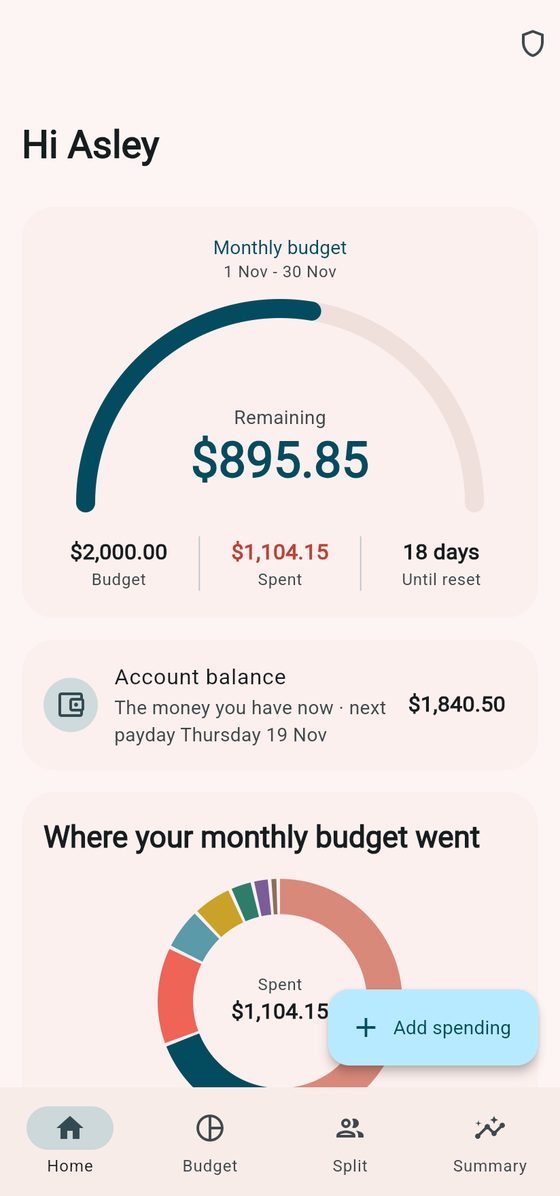 Hi Asley
Monthly budget
1 Nov - 30 Nov
Remaining
$895.85
$2,000.00
Budget
$1,104.15
Spent
18 days
Until reset
Account balance
The money you have now · next
payday Thursday 19 Nov
$1,840.50
Where your monthly budget went
Spent
$1,104.15
Add spending
Home
Budget
Split
Summary